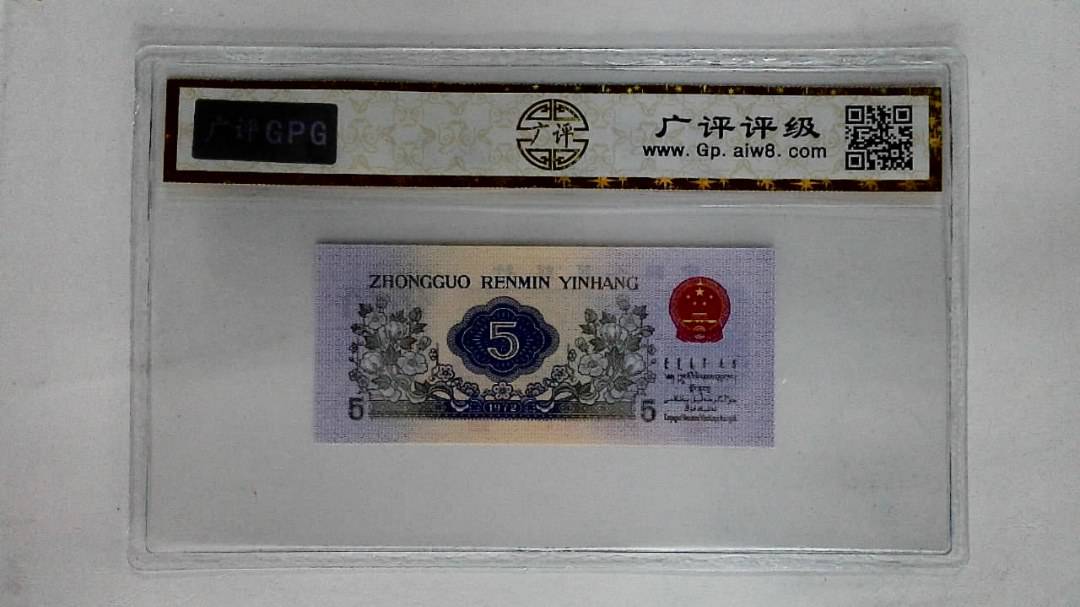 广评GPG
广评
广评评级
www.Gp.aiw8.com
ZHONGGUO RENMIN YINHANG
5
1972
5 5